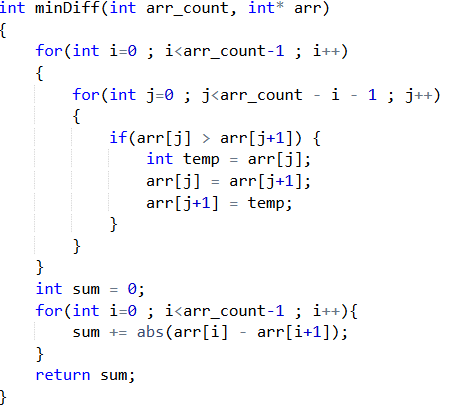 int minDiff(int arr_count, int* arr)
{
    for(int i=0 ; i<arr_count-1 ; i++)
    {
        for(int j=0 ; j<arr_count - i - 1 ; j++)
        {
            if(arr[j] > arr[j+1]) {
                int temp = arr[j];
                arr[j] = arr[j+1];
                arr[j+1] = temp;
            }
        }
    }
    int sum = 0;
    for(int i=0 ; i<arr_count-1 ; i++){
        sum += abs(arr[i] - arr[i+1]);
    }
    return sum;
}